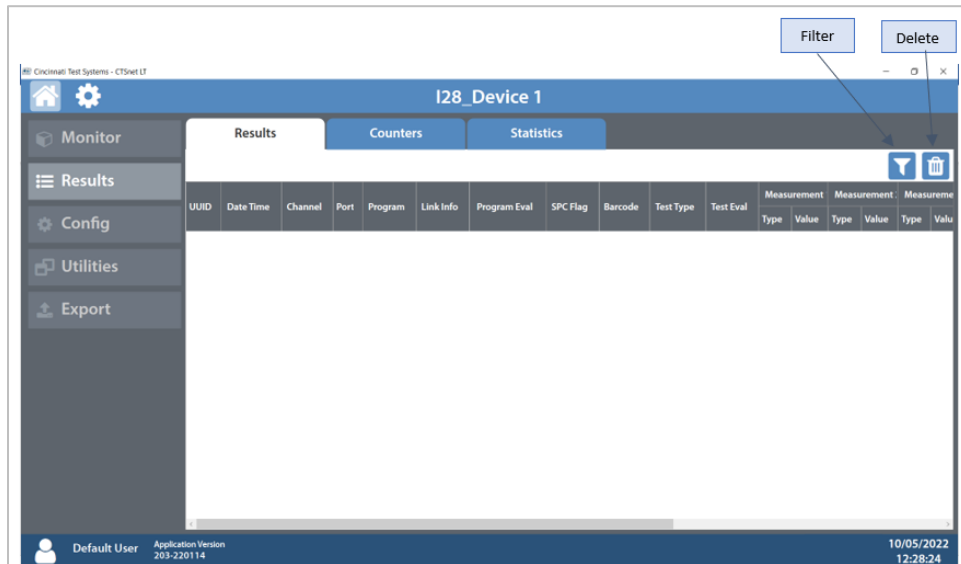 Filter
Delete
Cincinnati Test Systems - CTSnet LT
I28_Device 1
Monitor
Results
Config
Utilities
Export
Results Counters Statistics
UUID Date Time Channel Port Program Link Info Program Eval SPC Flag Barcode Test Type Test Eval
Measurement Measurement Measureme
Type Value Type Value Type Valu
Default User
Application Version
203-220114
10/05/2022
12:28:24